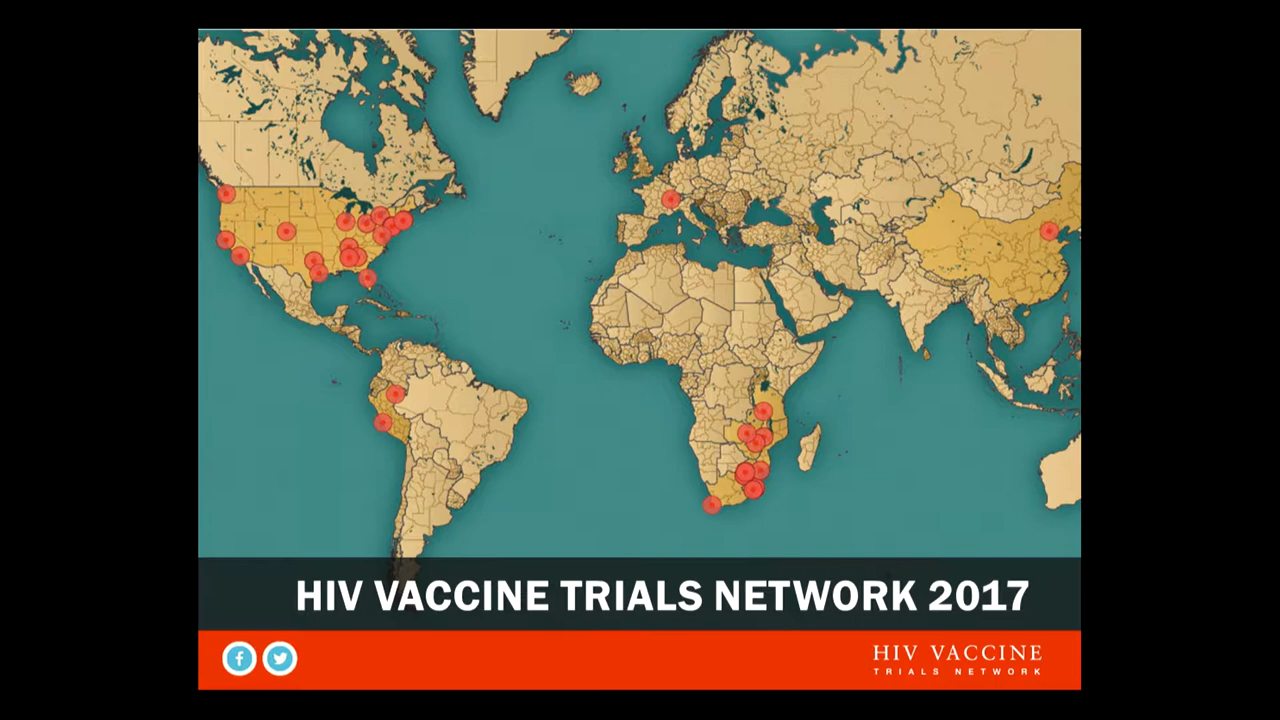 HIV VACCINE TRIALS NETWORK 2017
HIV VACCINE
TRIALS NETWORK